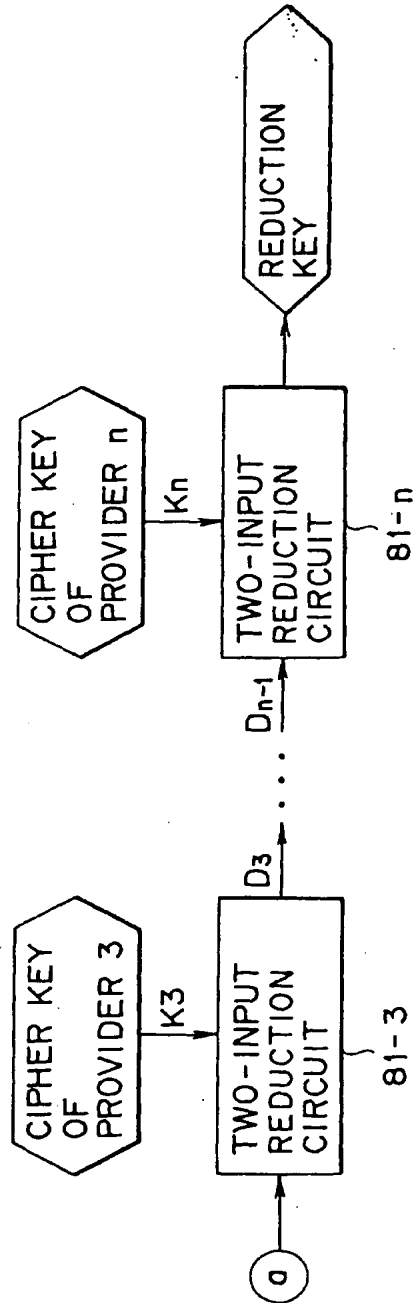 CIPHER KEY
OF
PROVIDER 3
K3
a
TWO-INPUT
REDUCTION
CIRCUIT
81-3
D3
...
Dn-1
CIPHER KEY
OF
PROVIDER n
Kn
TWO-INPUT
REDUCTION
CIRCUIT
81-n
REDUCTION
KEY